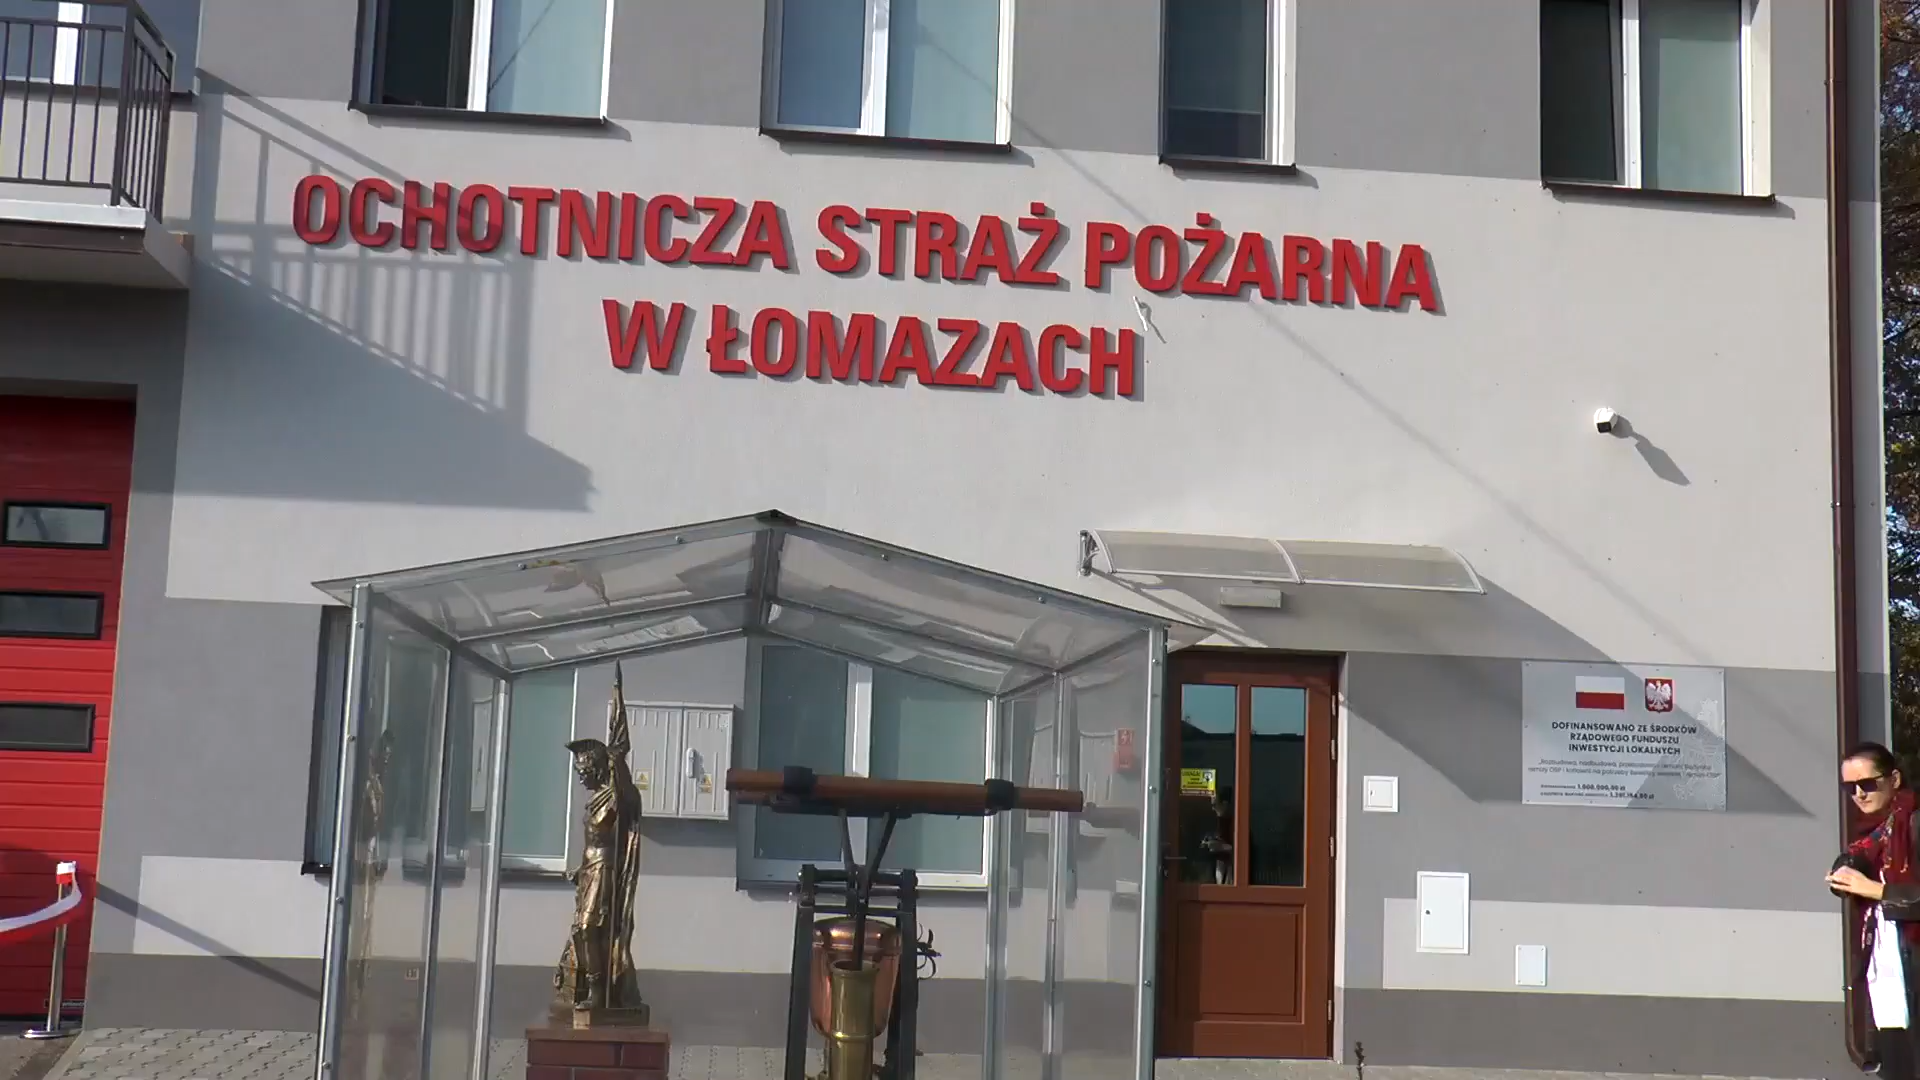 OCHOTNICZA STRAŻ POŻARNA
W ŁOMAZACH
DOFINANSOWANO ZE ŚRODKÓW
RZĄDOWEGO FUNDUSZU
INWESTYCJI LOKALNYCH